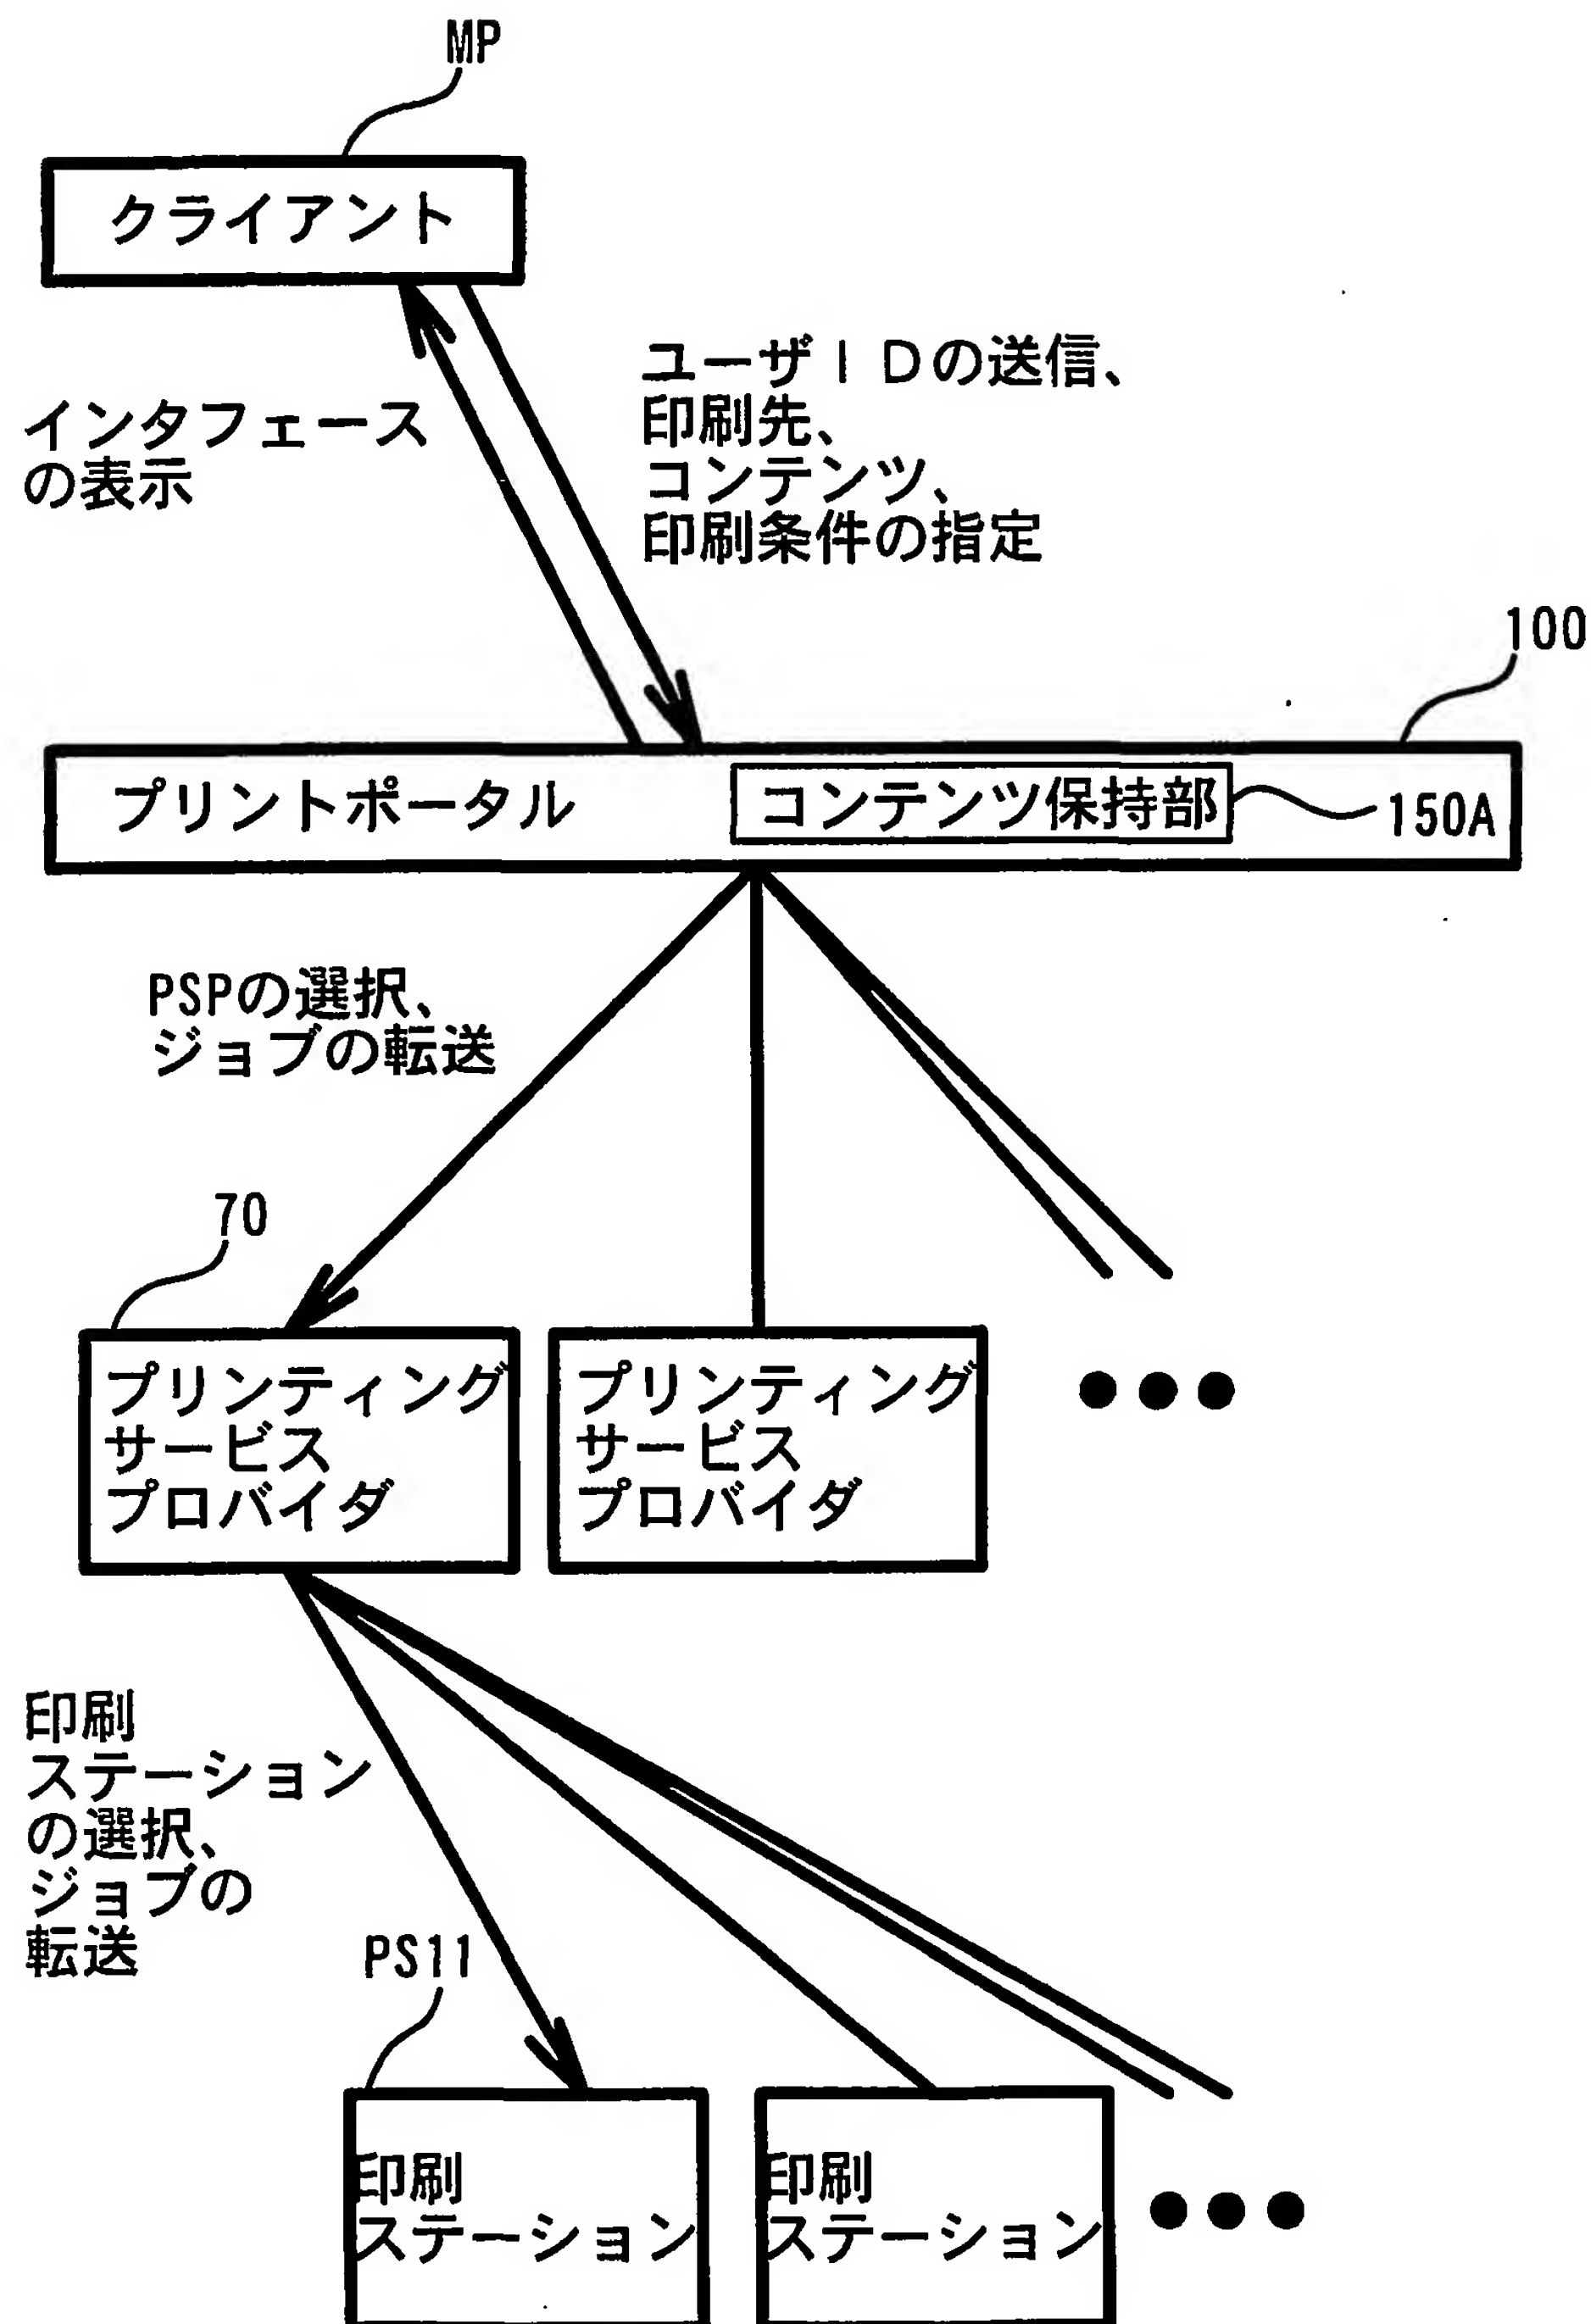 MP
クライアント
ユーザＩＤの送信、
印刷先、
コンテンツ、
印刷条件の指定
インタフェース
の表示
100
プリントポータル
コンテンツ保持部
150A
PSPの選択、
ジョブの転送
70
プリンティング
サービス
プロバイダ
プリンティング
サービス
プロバイダ
印刷
ステーション
の選択、
ジョブの
転送
PS11
印刷
ステーション
印刷
ステーション